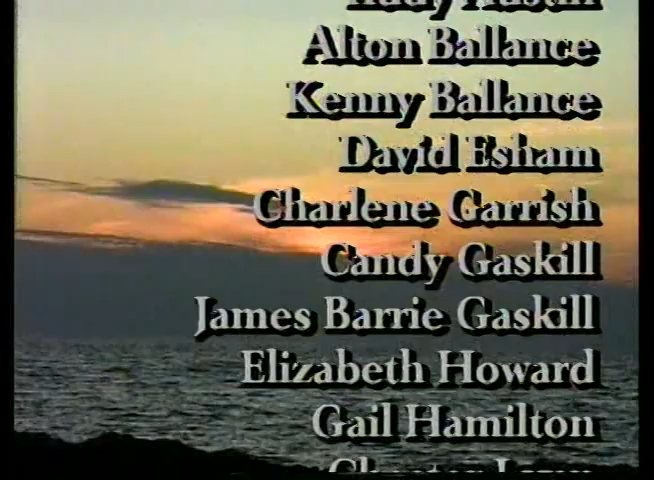 Alton Ballance
Kenny Ballance
David Esham
Charlene Garrish
Candy Gaskill
James Barrie Gaskill
Elizabeth Howard
Gail Hamilton